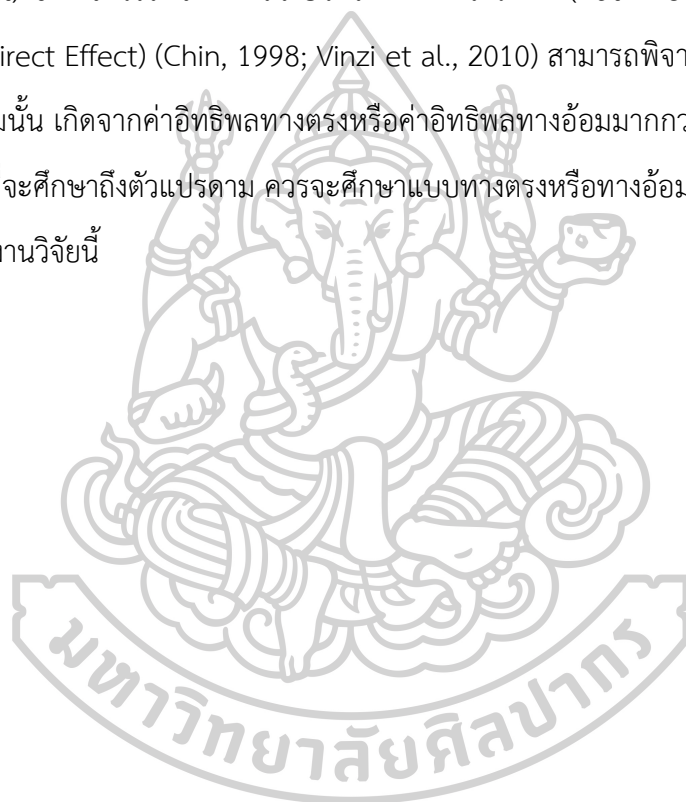 irect Effect) (Chin, 1998; Vinzi et al., 2010) สามารถพิจา
มนั้น เกิดจากค่าอิทธิพลทางตรงหรือค่าอิทธิพลทางอ้อมมากกว
จะศึกษาถึงตัวแปรตาม ควรจะศึกษาแบบทางตรงหรือทางอ้อม
านวิจัยนี้
มหาวิทยาลัยศิลปากร